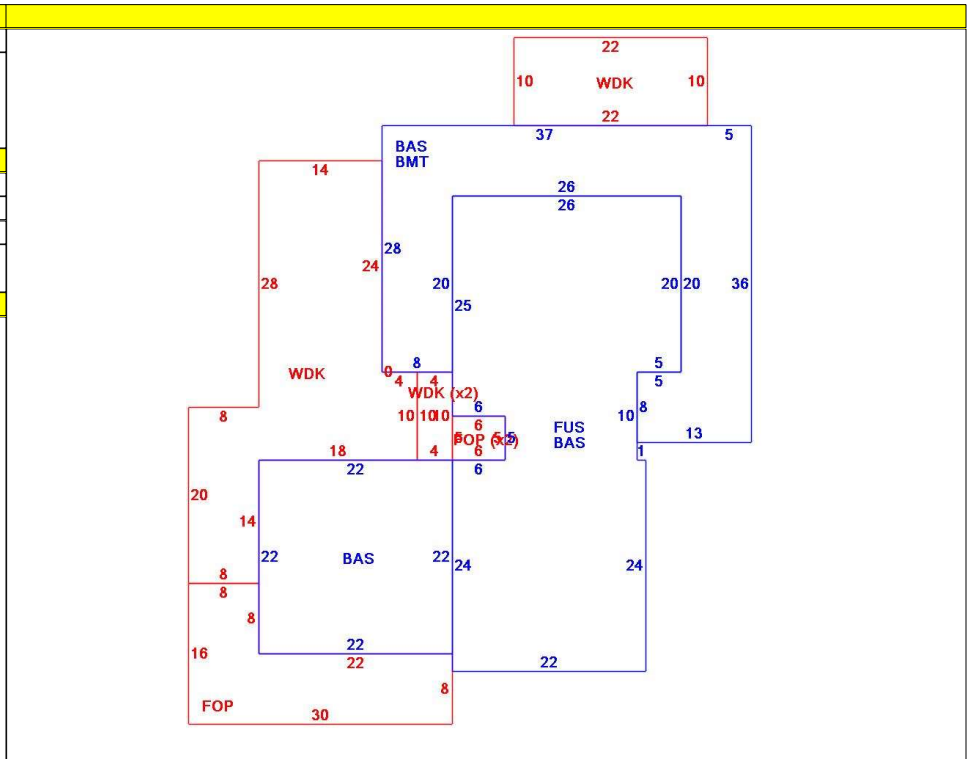 22
10 WDK 10
22
37 5
BAS
BMT
14
26
26
28
24
28 20 20 20 36
25
0 8 5
WDK 4 4 5
WDK (x2)
8 6 10 8
10 10 10 6 FUS
5 5 5
FOP (x2) BAS 13
18 4 6 1
22 6
20
14
22 BAS 22 24 24
8
8
8
22 22
16 22
8
FOP
30